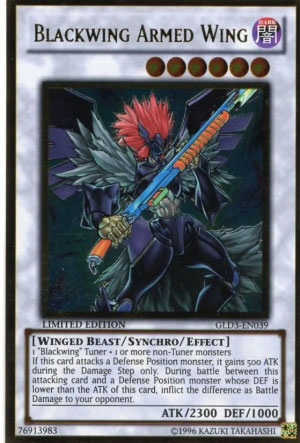 BLACKWING ARMED WING
DARK
闇
LIMITED EDITION
GLD3-EN039
[WINGED BEAST/SYNCHRO/EFFECT]
1 "Blackwing" Tuner + 1 or more non-Tuner monsters
If this card attacks a Defense Position monster, it gains 500 ATK
during the Damage Step only. During battle between this
attacking card and a Defense Position monster whose DEF is
lower than the ATK of this card, inflict the difference as Battle
Damage to your opponent.
ATK/2300 DEF/1000
76913983
©1996 KAZUKI TAKAHASHI